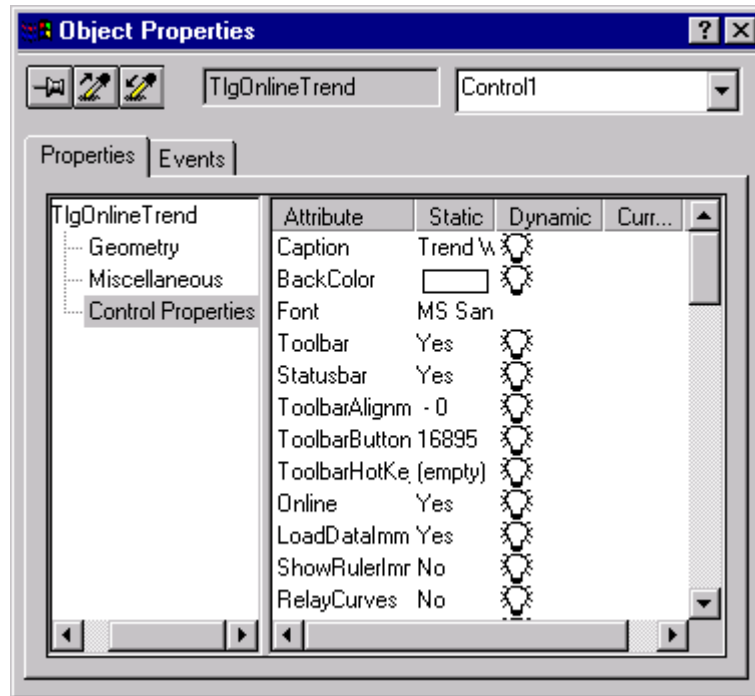 Object Properties
TlgOnlineTrend Control1
Properties Events
TlgOnlineTrend
Geometry
Miscellaneous
Control Properties
Attribute Static Dynamic Curr...
Caption Trend W
BackColor
Font MS San
Toolbar Yes
Statusbar Yes
ToolbarAlignm - 0
ToolbarButton 16895
ToolbarHotKe (empty)
Online Yes
LoadDataImm Yes
ShowRulerImr No
RelayCurves No